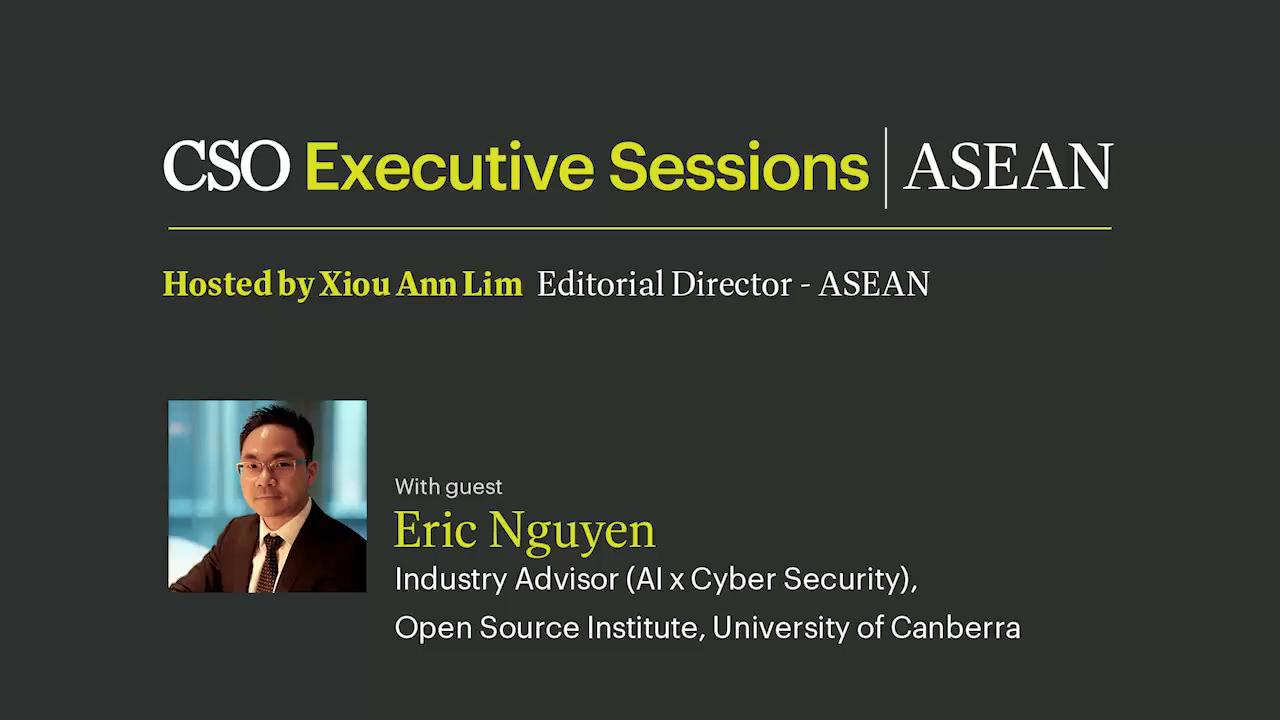 CSO Executive Sessions | ASEAN
Hosted by Xiou Ann Lim Editorial Director - ASEAN
With guest
Eric Nguyen
Industry Advisor (AI x Cyber Security),
Open Source Institute, University of Canberra